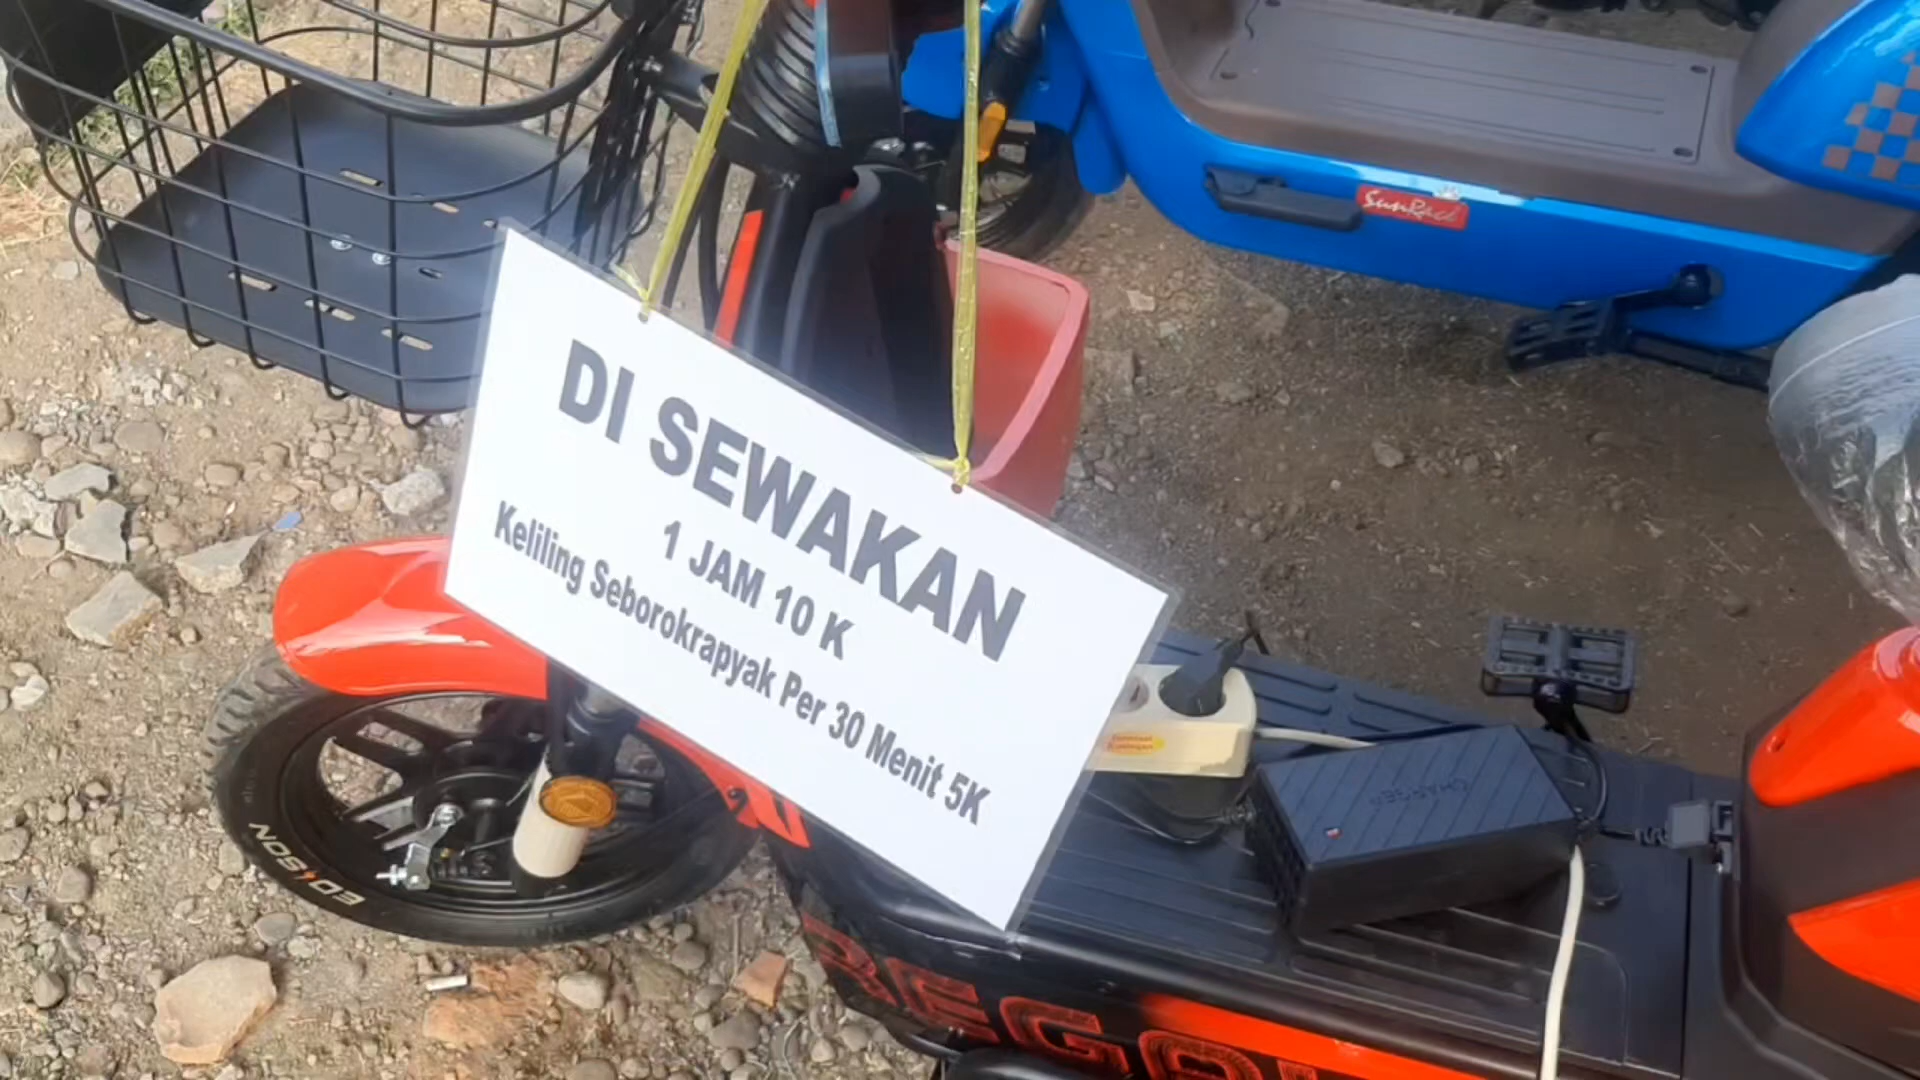 DI SEWAKAN
1 JAM 10 K
Keliling Seborokrapyak Per 30 Menit 5K
SunRace
EDISON
CHARGER